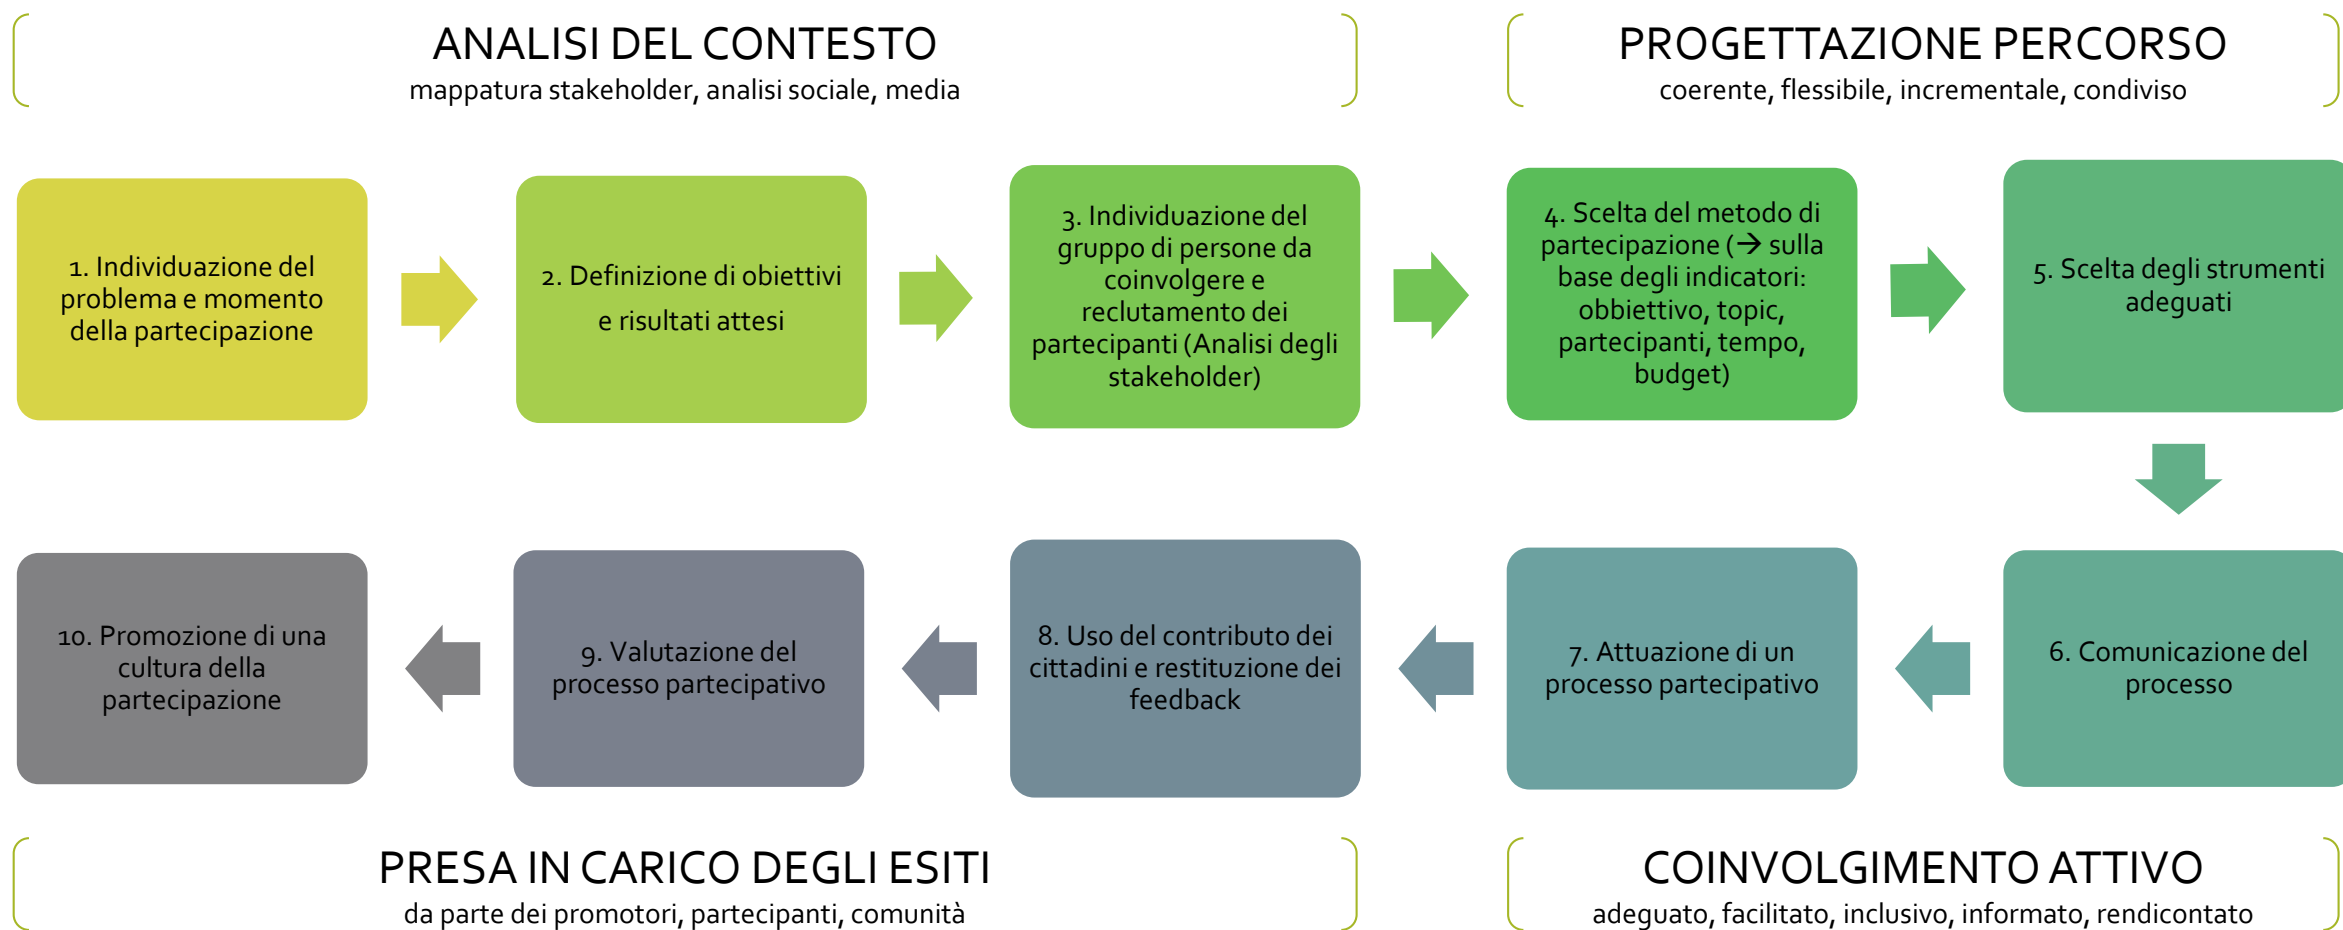 ANALISI DEL CONTESTO
mappatura stakeholder, analisi sociale, media
PROGETTAZIONE PERCORSO
coerente, flessibile, incrementale, condiviso
1. Individuazione del
problema e momento
della partecipazione
2. Definizione di obiettivi
e risultati attesi
3. Individuazione del
gruppo di persone da
coinvolgere e
reclutamento dei
partecipanti (Analisi degli
stakeholder)
4. Scelta del metodo di
partecipazione (→ sulla
base degli indicatori:
obbiettivo, topic,
partecipanti, tempo,
budget)
5. Scelta degli strumenti
adeguati
6. Comunicazione del
processo
7. Attuazione di un
processo partecipativo
8. Uso del contributo dei
cittadini e restituzione dei
feedback
9. Valutazione del
processo partecipativo
10. Promozione di una
cultura della
partecipazione
PRESA IN CARICO DEGLI ESITI
da parte dei promotori, partecipanti, comunità
COINVOLGIMENTO ATTIVO
adeguato, facilitato, inclusivo, informato, rendicontato